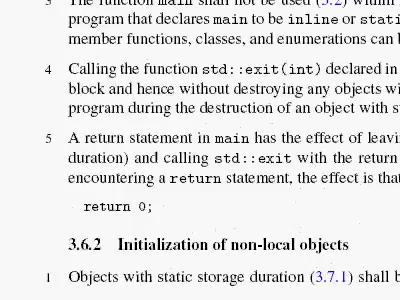 3 The function main shall not be used (3.2) within
program that declares main to be inline or stati
member functions, classes, and enumerations can b
4 Calling the function std::exit(int) declared in
block and hence without destroying any objects wi
program during the destruction of an object with st
5 A return statement in main has the effect of leavi
duration) and calling std::exit with the return
encountering a return statement, the effect is that
return 0;
3.6.2 Initialization of non-local objects
1 Objects with static storage duration (3.7.1) shall b